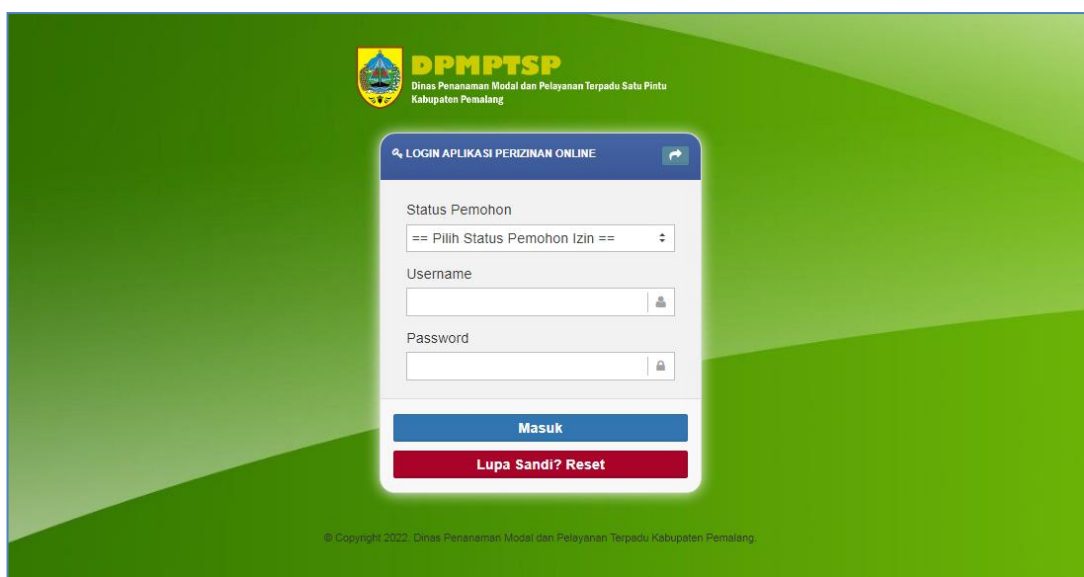 DPMPTSP
Dinas Penanaman Modal dan Pelayanan Terpadu Satu Pintu
Kabupaten Pemalang
LOGIN APLIKASI PERIZINAN ONLINE
Status Pemohon
== Pilih Status Pemohon Izin ==
Username
Password
Masuk
Lupa Sandi? Reset
© Copyright 2022. Dinas Penanaman Modal dan Pelayanan Terpadu Kabupaten Pemalang.